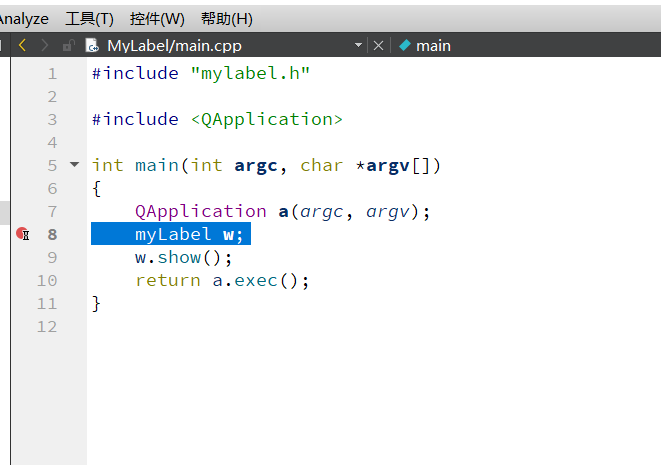 Analyze 工具(T) 控件(W) 帮助(H)
MyLabel/main.cpp main
1 #include "mylabel.h"
2
3 #include <QApplication>
4
5 int main(int argc, char *argv[])
6 {
7 QApplication a(argc, argv);
8 myLabel w;
9 w.show();
10 return a.exec();
11 }
12